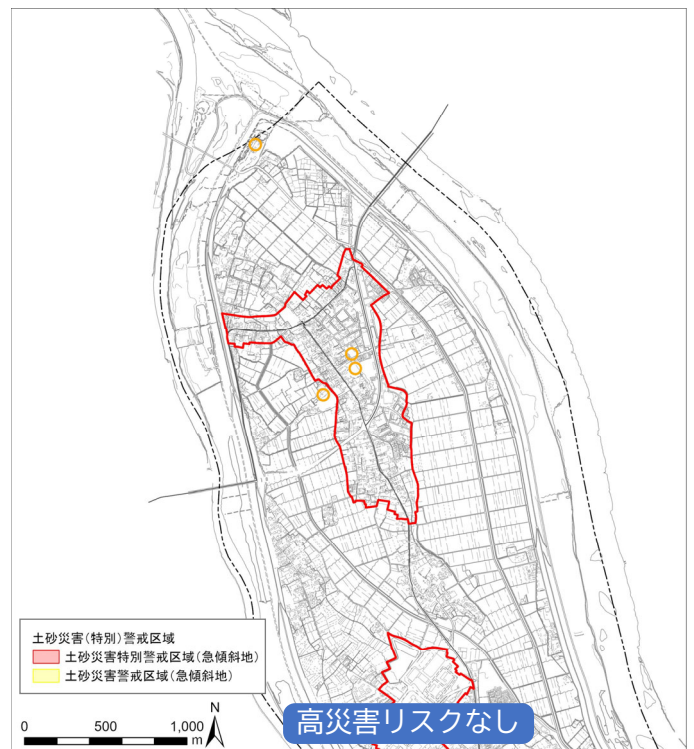 土砂災害(特別)警戒区域
土砂災害特別警戒区域(急傾斜地)
土砂災害警戒区域(急傾斜地)
0 500 1,000 m
N
高災害リスクなし